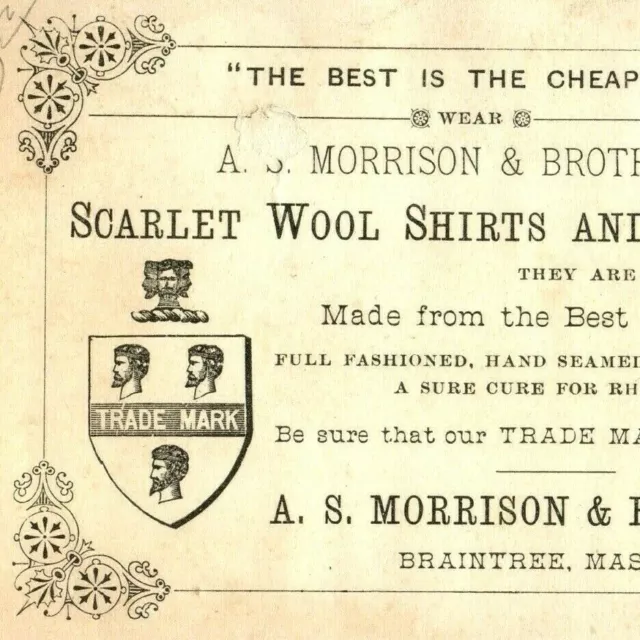 "THE BEST IS THE CHEAP
WEAR
A. S. MORRISON & BROTH
SCARLET WOOL SHIRTS AND
THEY ARE
Made from the Best
FULL FASHIONED, HAND SEAMED
A SURE CURE FOR RH
Be sure that our TRADE MA
TRADE MARK
A. S. MORRISON & B
BRAINTREE, MAS